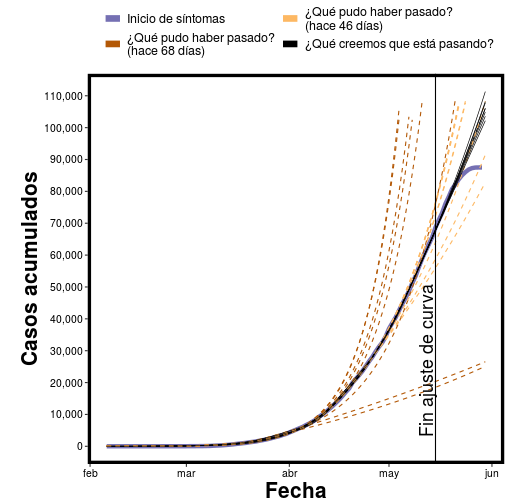 Inicio de síntomas
¿Qué pudo haber pasado?
(hace 68 días)
¿Qué pudo haber pasado?
(hace 46 días)
¿Qué creemos que está pasando?
Casos acumulados
110,000
100,000
90,000
80,000
70,000
60,000
50,000
40,000
30,000
20,000
10,000
0
Fin ajuste de curva
feb
mar
abr
may
jun
Fecha